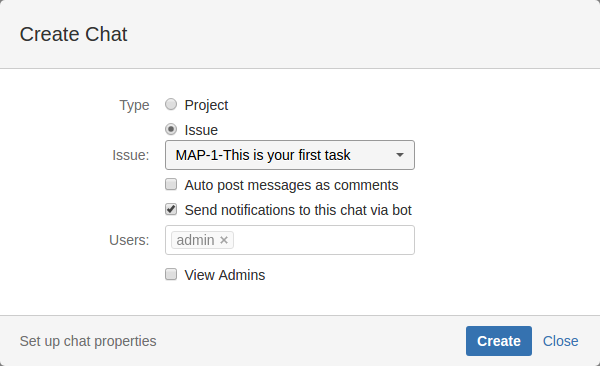 Create Chat
Type
Project
Issue
Issue: MAP-1-This is your first task
Auto post messages as comments
Send notifications to this chat via bot
Users: admin ×
View Admins
Set up chat properties Create Close